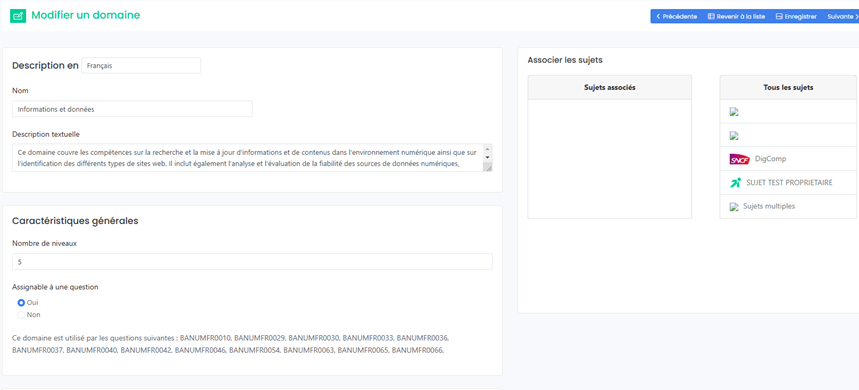 Modifier un domaine
Précédente
Revenir à la liste
Enregistrer
Suivante
Description en
Français
Nom
Informations et données
Description textuelle
Ce domaine couvre les compétences sur la recherche et la mise à jour d'informations et de contenus dans l'environnement numérique ainsi que sur
l'identification des différents types de sites web. Il inclut également l'analyse et l'évaluation de la fiabilité des sources de données numériques,
Caractéristiques générales
Nombre de niveaux
5
Assignable à une question
Oui
Non
Ce domaine est utilisé par les questions suivantes : BANUMFR0010, BANUMFR0029, BANUMFR0030, BANUMFR0033, BANUMFR0036,
BANUMFR0037, BANUMFR0040, BANUMFR0042, BANUMFR0046, BANUMFR0054, BANUMFR0063, BANUMFR0065, BANUMFR0066,
Associer les sujets
Sujets associés
Tous les sujets
SNCF DigComp
SUJET TEST PROPRIETAIRE
Sujets multiples